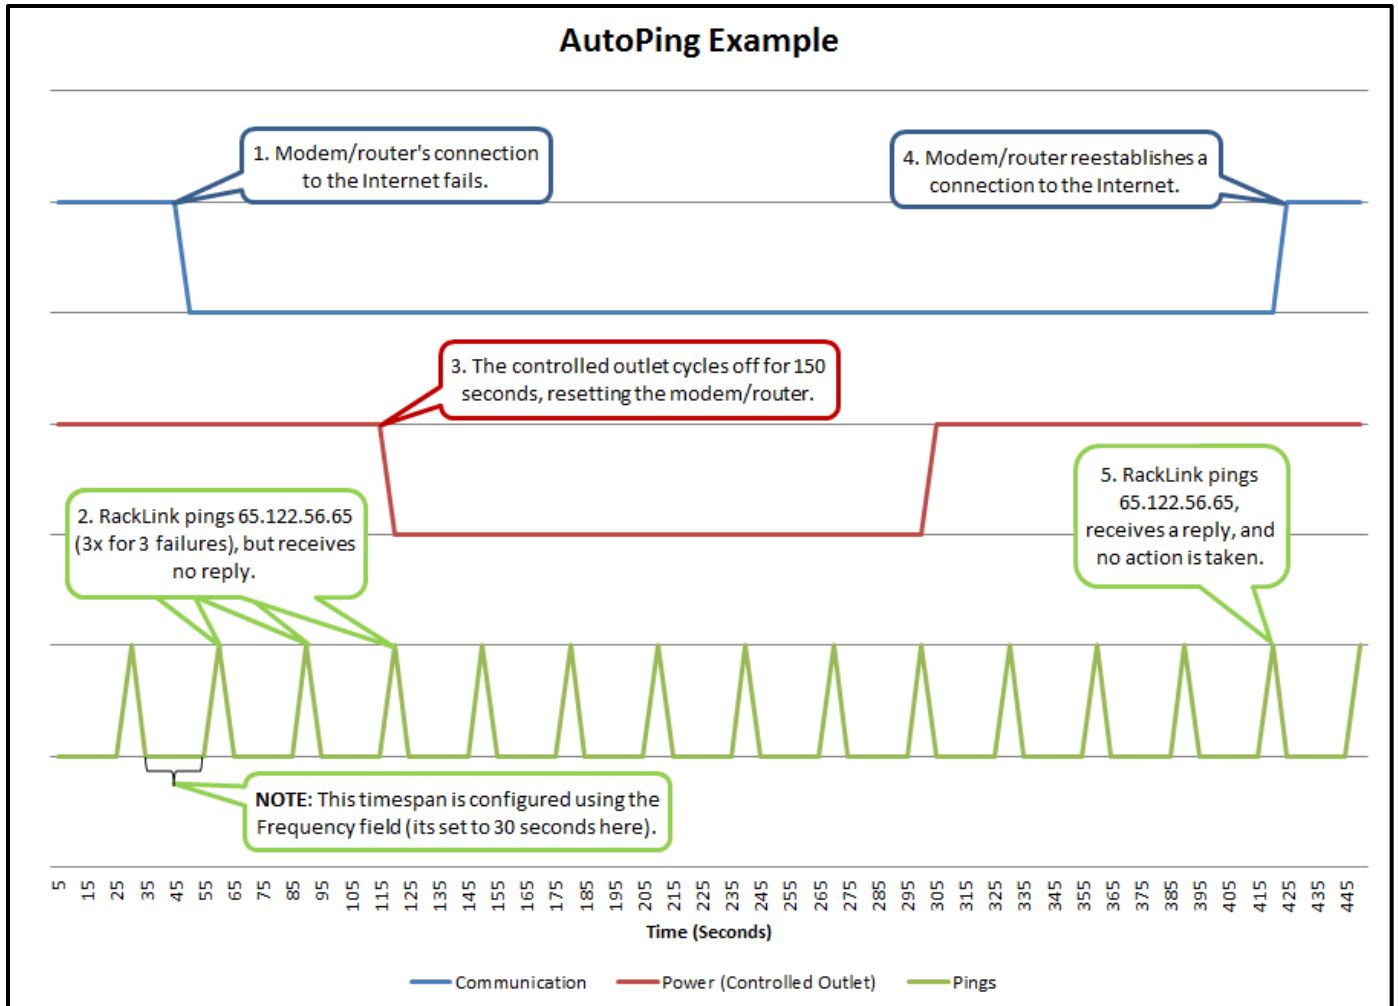 AutoPing Example
1. Modem/router's connection
to the Internet fails.
4. Modem/router reestablishes a
connection to the Internet.
3. The controlled outlet cycles off for 150
seconds, resetting the modem/router.
2. RackLink pings 65.122.56.65
(3x for 3 failures), but receives
no reply.
5. RackLink pings
65.122.56.65,
receives a reply, and
no action is taken.
NOTE: This timespan is configured using the
Frequency field (its set to 30 seconds here).
5 15 25 35 45 55 65 75 85 95 105 115 125 135 145 155 165 175 185 195 205 215 225 235 245 255 265 275 285 295 305 315 325 335 345 355 365 375 385 395 405 415 425 435 445
Time (Seconds)
Communication Power (Controlled Outlet) Pings